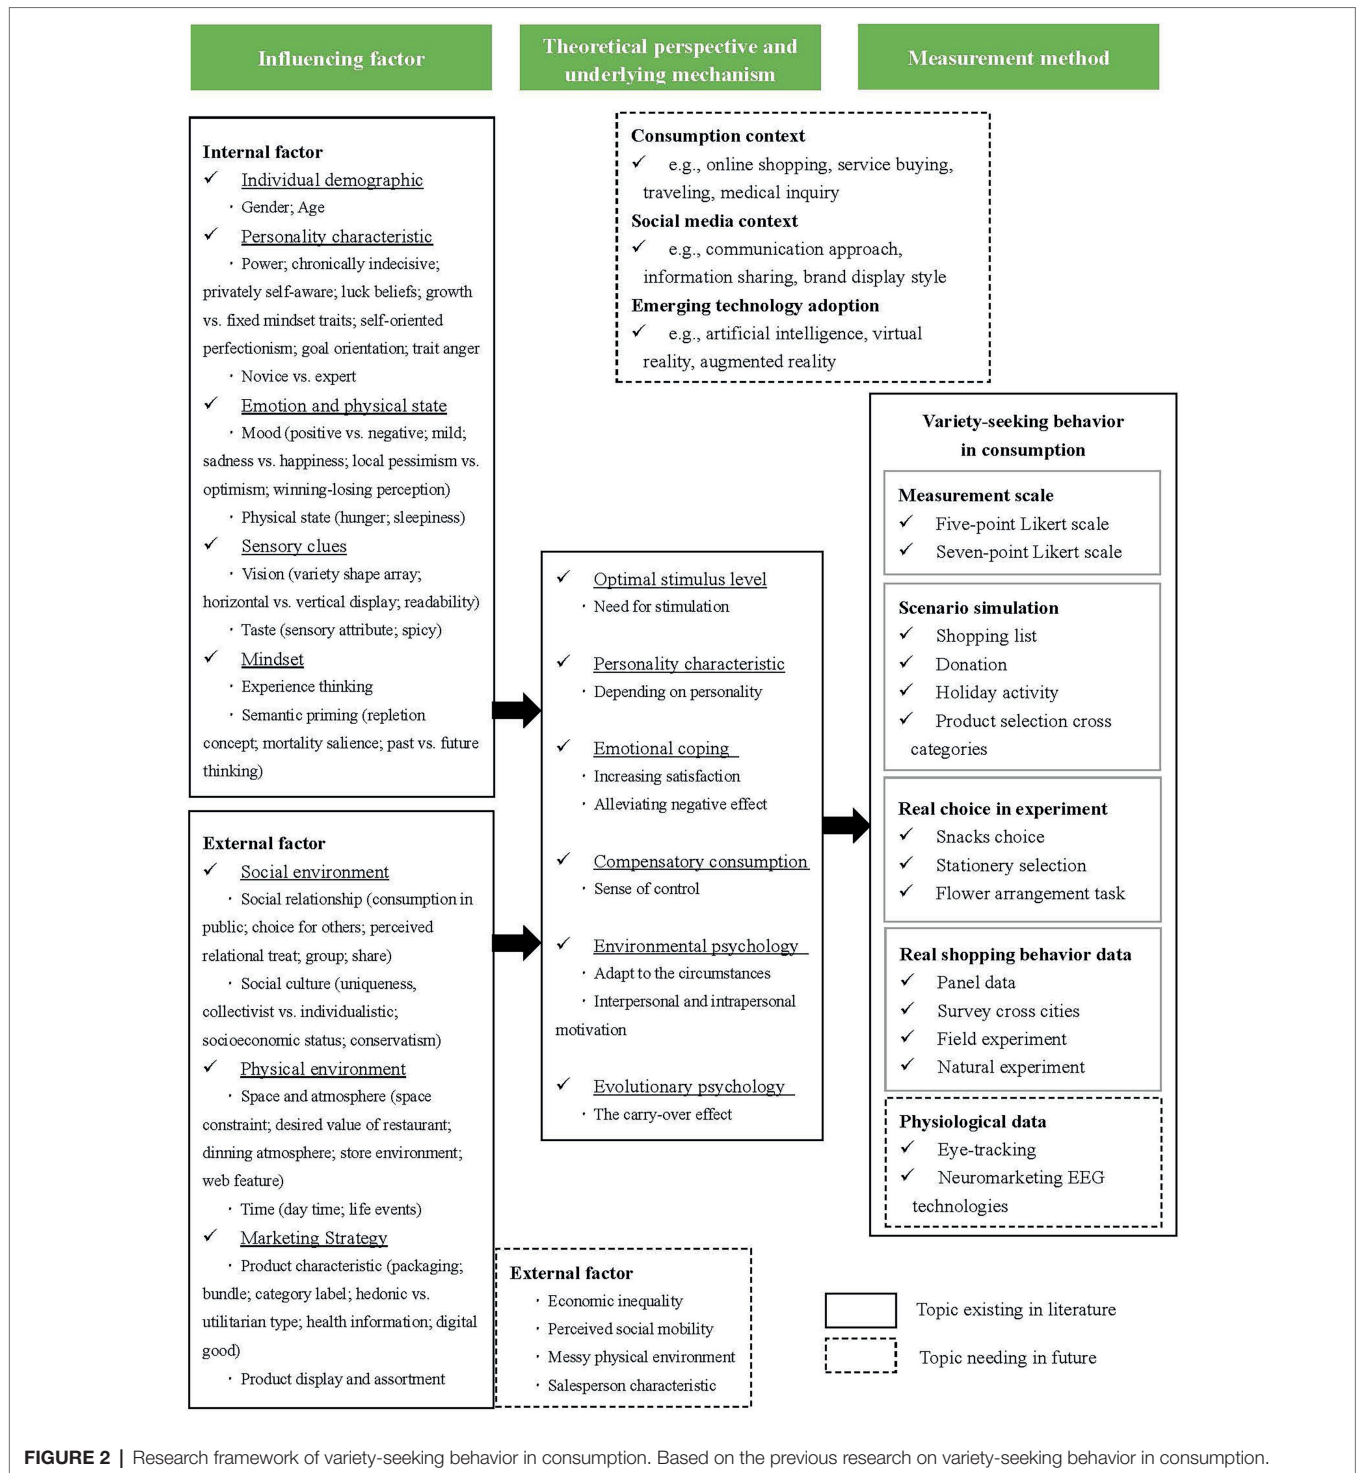 Influencing factor
Theoretical perspective and
underlying mechanism
Measurement method
Internal factor
✓ Individual demographic
· Gender; Age
✓ Personality characteristic
· Power; chronically indecisive;
privately self-aware; luck beliefs; growth
vs. fixed mindset traits; self-oriented
perfectionism; goal orientation; trait anger
· Novice vs. expert
✓ Emotion and physical state
· Mood (positive vs. negative; mild;
sadness vs. happiness; local pessimism vs.
optimism; winning-losing perception)
· Physical state (hunger; sleepiness)
✓ Sensory clues
· Vision (variety shape array;
horizontal vs. vertical display; readability)
· Taste (sensory attribute; spicy)
✓ Mindset
· Experience thinking
· Semantic priming (repletion
concept; mortality salience; past vs. future
thinking)
External factor
✓ Social environment
· Social relationship (consumption in
public; choice for others; perceived
relational treat; group; share)
· Social culture (uniqueness,
collectivist vs. individualistic;
socioeconomic status; conservatism)
✓ Physical environment
· Space and atmosphere (space
constraint; desired value of restaurant;
dinning atmosphere; store environment;
web feature)
· Time (day time; life events)
✓ Marketing Strategy
· Product characteristic (packaging;
bundle; category label; hedonic vs.
utilitarian type; health information; digital
good)
· Product display and assortment
Consumption context
✓ e.g., online shopping, service buying,
traveling, medical inquiry
Social media context
✓ e.g., communication approach,
information sharing, brand display style
Emerging technology adoption
✓ e.g., artificial intelligence, virtual
reality, augmented reality
✓ Optimal stimulus level
· Need for stimulation
✓ Personality characteristic
· Depending on personality
✓ Emotional coping
· Increasing satisfaction
· Alleviating negative effect
✓ Compensatory consumption
· Sense of control
✓ Environmental psychology
· Adapt to the circumstances
· Interpersonal and intrapersonal
motivation
✓ Evolutionary psychology
· The carry-over effect
External factor
· Economic inequality
· Perceived social mobility
· Messy physical environment
· Salesperson characteristic
Variety-seeking behavior
in consumption
Measurement scale
✓ Five-point Likert scale
✓ Seven-point Likert scale
Scenario simulation
✓ Shopping list
✓ Donation
✓ Holiday activity
✓ Product selection cross
categories
Real choice in experiment
✓ Snacks choice
✓ Stationery selection
✓ Flower arrangement task
Real shopping behavior data
✓ Panel data
✓ Survey cross cities
✓ Field experiment
✓ Natural experiment
Physiological data
✓ Eye-tracking
✓ Neuromarketing EEG
technologies
Topic existing in literature
Topic needing in future
FIGURE 2 | Research framework of variety-seeking behavior in consumption. Based on the previous research on variety-seeking behavior in consumption.